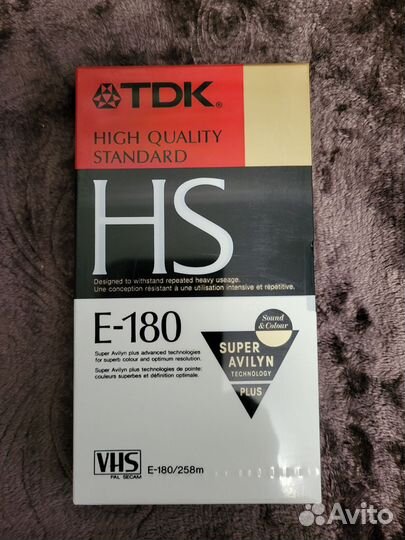 TDK®
HIGH QUALITY
STANDARD
HS
Designed to withstand repeated heavy useage.
Une conception résistant à une utilisation intensive et répétitive.
E-180
Super Avilyn plus advanced technologies
for superb colour and optimum resolution.
Super Avilyn plus technologies de pointe:
couleurs superbes et définition optimale.
Sound
& Colour
SUPER
AVILYN
TECHNOLOGY
PLUS
VHS
PAL SECAM
E-180/258m
Avito